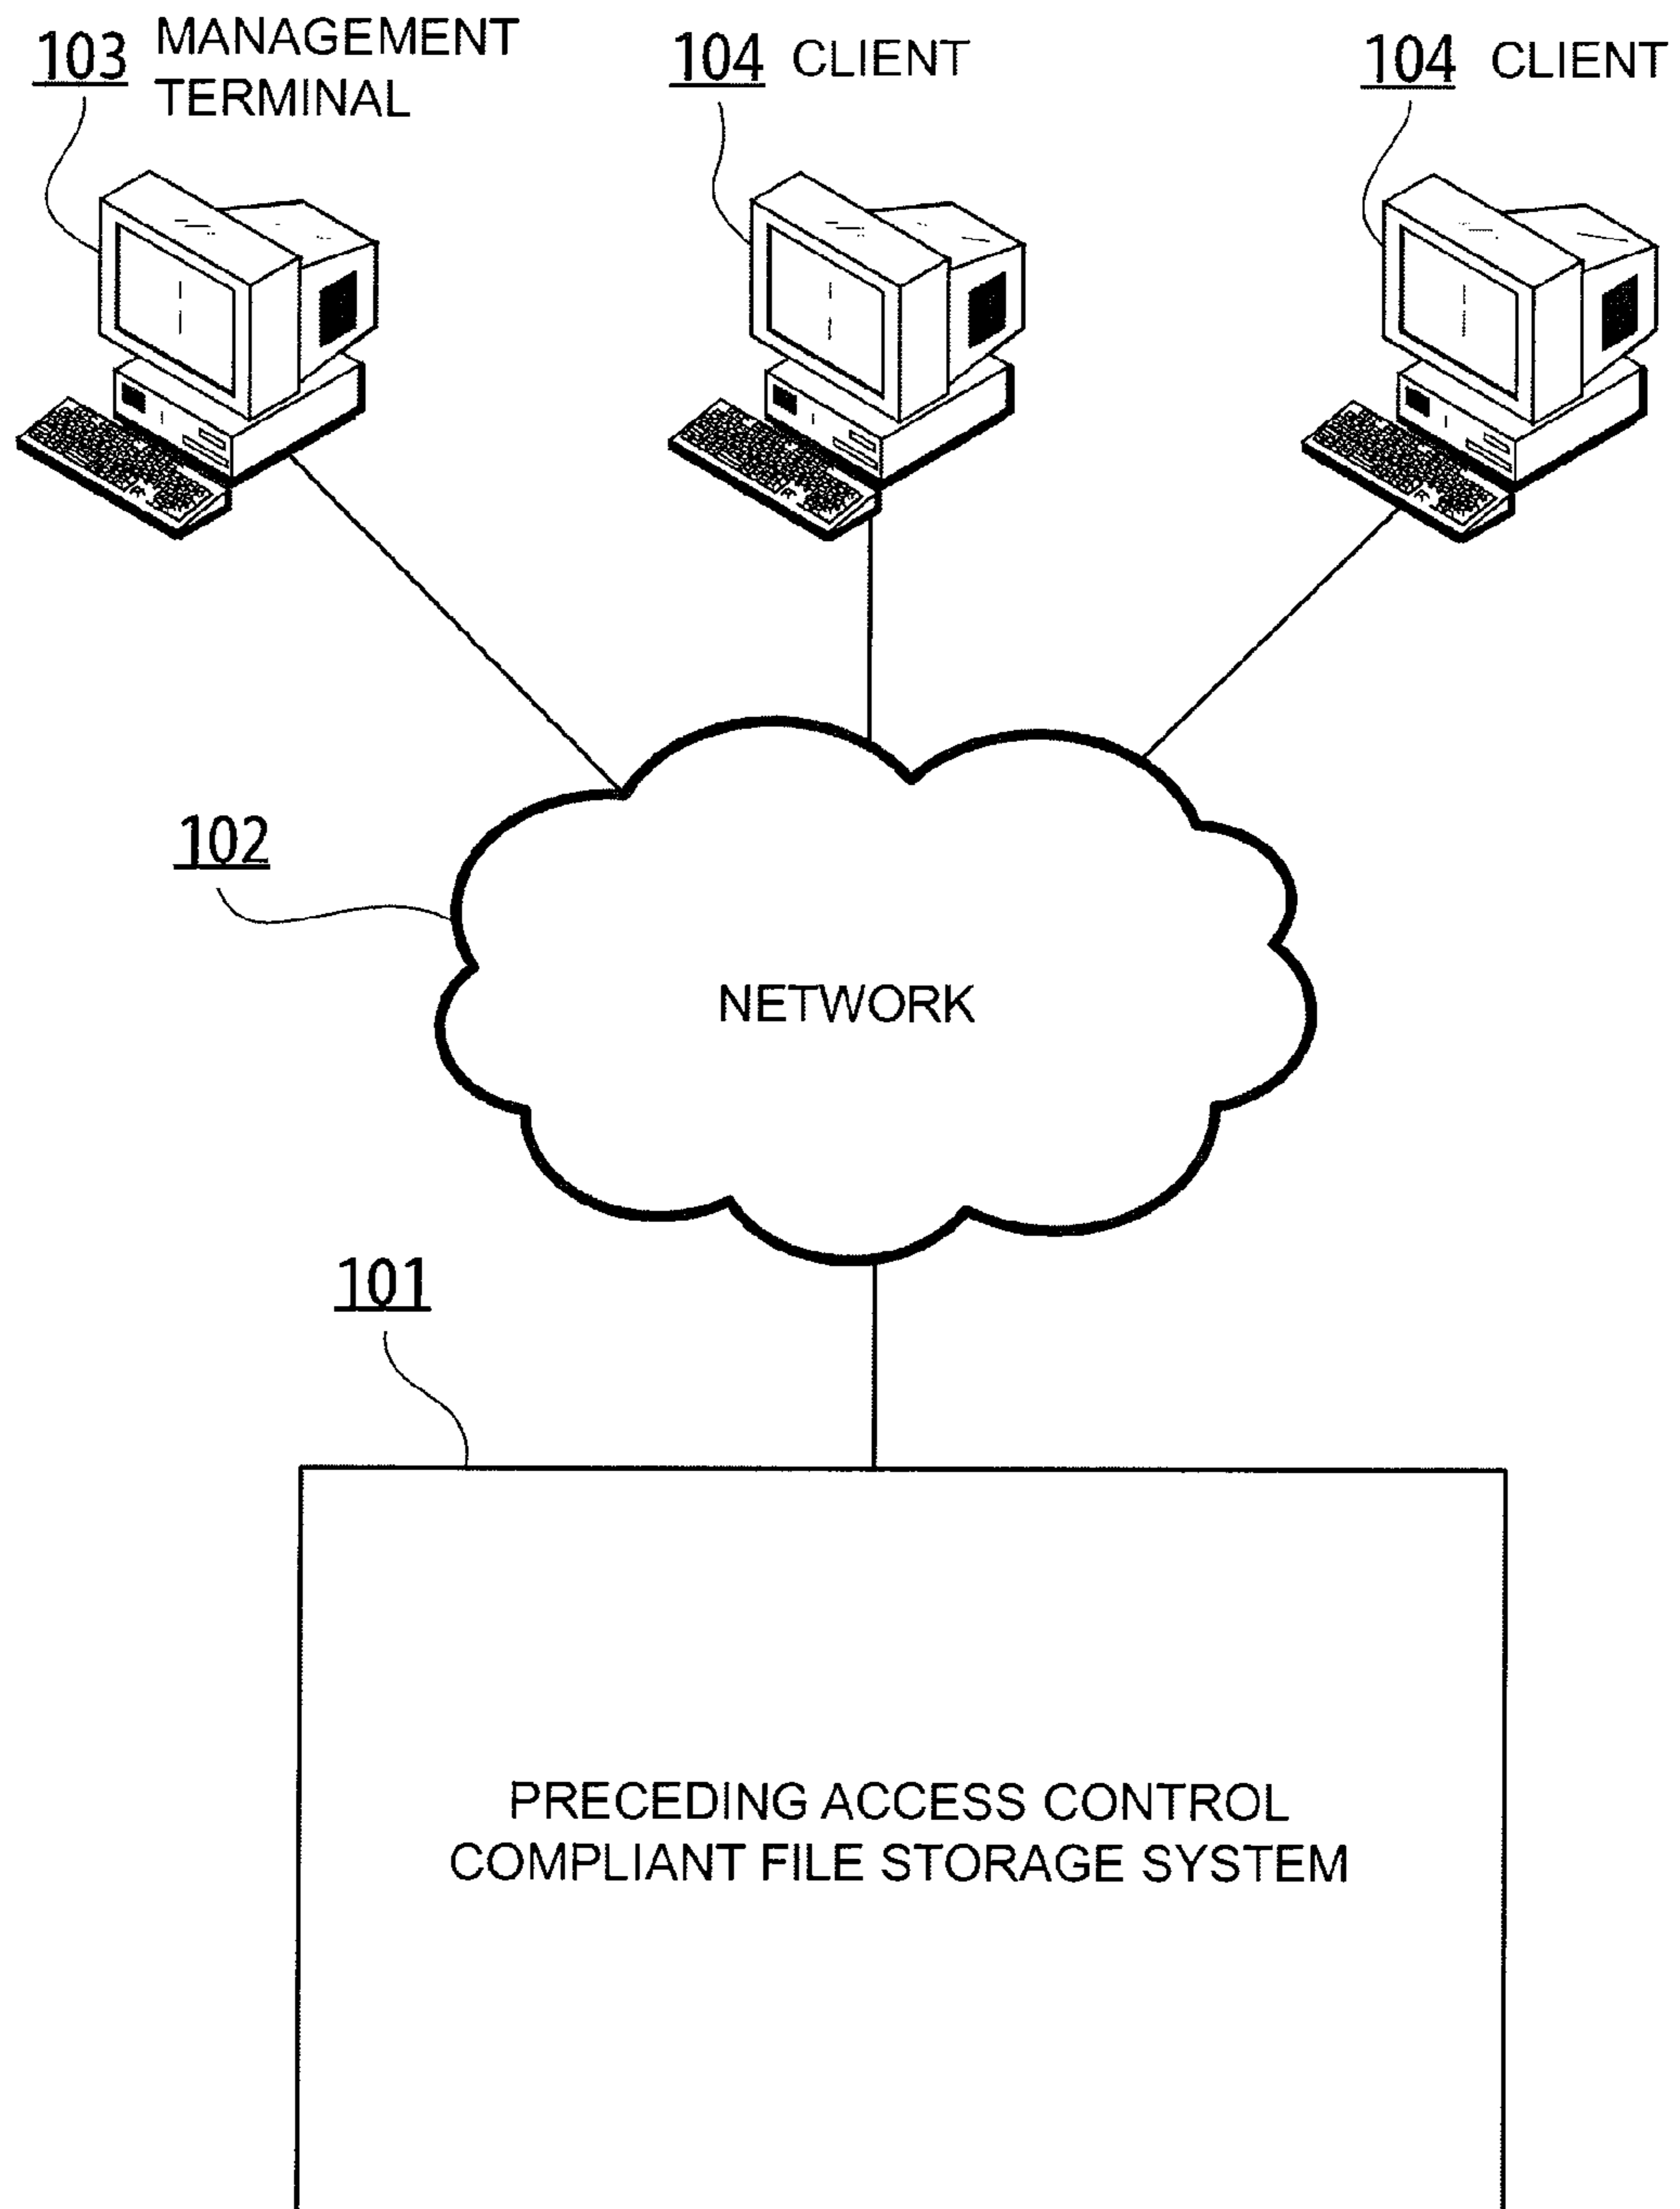 103 MANAGEMENT
TERMINAL
104 CLIENT
104 CLIENT
102
NETWORK
101
PRECEDING ACCESS CONTROL
COMPLIANT FILE STORAGE SYSTEM